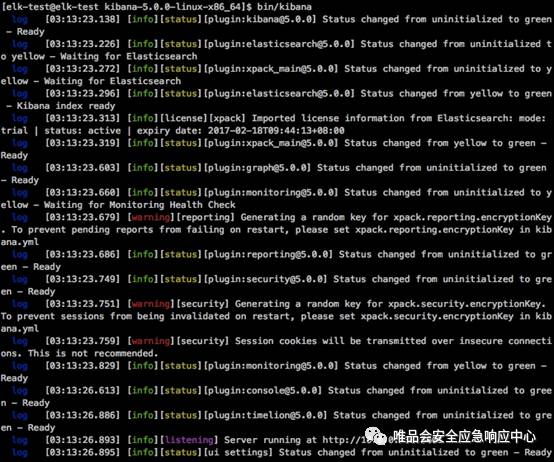 [elk-test@elk-test kibana-5.0.0-linux-x86_64]$ bin/kibana
log [03:13:23.138] [info][status][plugin:kibana@5.0.0] Status changed from uninitialized to green
– Ready
log [03:13:23.226] [info][status][plugin:elasticsearch@5.0.0] Status changed from uninitialized t
o yellow – Waiting for Elasticsearch
log [03:13:23.272] [info][status][plugin:xpack_main@5.0.0] Status changed from uninitialized to y
ellow – Waiting for Elasticsearch
log [03:13:23.296] [info][status][plugin:elasticsearch@5.0.0] Status changed from yellow to green
– Kibana index ready
log [03:13:23.313] [info][license][xpack] Imported license information from Elasticsearch: mode:
trial | status: active | expiry date: 2017-02-18T09:44:13+08:00
log [03:13:23.319] [info][status][plugin:xpack_main@5.0.0] Status changed from yellow to green –
Ready
log [03:13:23.603] [info][status][plugin:graph@5.0.0] Status changed from uninitialized to green
– Ready
log [03:13:23.660] [info][status][plugin:monitoring@5.0.0] Status changed from uninitialized to y
ellow – Waiting for Monitoring Health Check
log [03:13:23.679] [warning][reporting] Generating a random key for xpack.reporting.encryptionKey
. To prevent pending reports from failing on restart, please set xpack.reporting.encryptionKey in kib
ana.yml
log [03:13:23.686] [info][status][plugin:reporting@5.0.0] Status changed from uninitialized to gr
een – Ready
log [03:13:23.749] [info][status][plugin:security@5.0.0] Status changed from uninitialized to gre
en – Ready
log [03:13:23.751] [warning][security] Generating a random key for xpack.security.encryptionKey.
To prevent sessions from being invalidated on restart, please set xpack.security.encryptionKey in kib
ana.yml
log [03:13:23.759] [warning][security] Session cookies will be transmitted over insecure connecti
ons. This is not recommended.
log [03:13:23.829] [info][status][plugin:monitoring@5.0.0] Status changed from yellow to green –
Ready
log [03:13:26.613] [info][status][plugin:console@5.0.0] Status changed from uninitialized to gree
n – Ready
log [03:13:26.886] [info][status][plugin:timelion@5.0.0] Status changed from uninitialized to gre
en – Ready
log [03:13:26.893] [info][listening] Server running at http://10
log [03:13:26.895] [info][status][ui settings] Status changed from uninitialized to green – Ready
唯品会安全应急响应中心